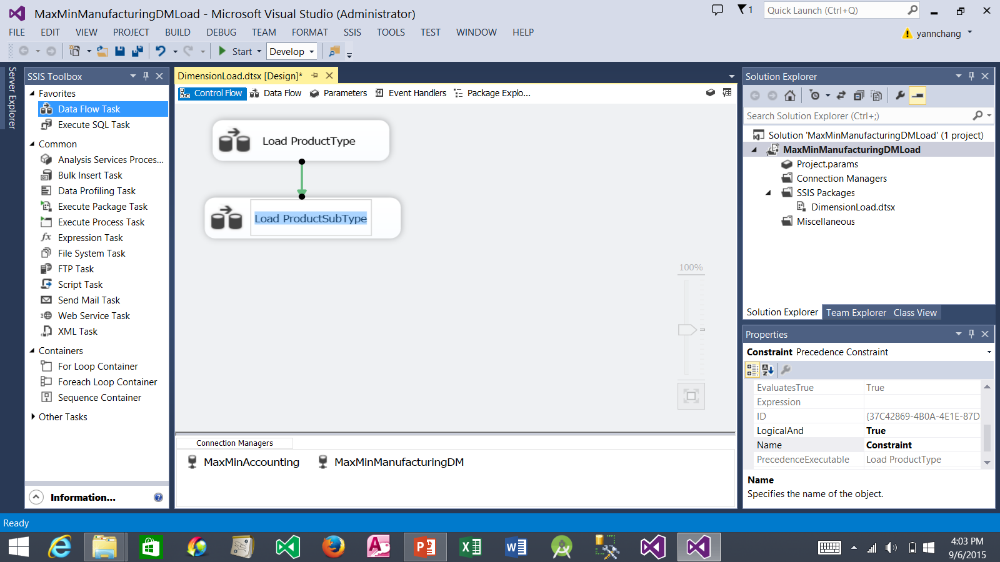 MaxMinManufacturingDMLoad - Microsoft Visual Studio (Administrator)
1
Quick Launch (Ctrl+Q)
FILE EDIT VIEW PROJECT BUILD DEBUG TEAM FORMAT SSIS TOOLS TEST WINDOW HELP
yannchang
Start
Develop
Server Explorer
SSIS Toolbox
Favorites
Data Flow Task
Execute SQL Task
Common
Analysis Services Proces...
Bulk Insert Task
Data Profiling Task
Execute Package Task
Execute Process Task
Expression Task
File System Task
FTP Task
Script Task
Send Mail Task
Web Service Task
XML Task
Containers
For Loop Container
Foreach Loop Container
Sequence Container
Other Tasks
Information...
DimensionLoad.dtsx [Design]*
Control Flow Data Flow Parameters Event Handlers Package Explo...
Load ProductType
Load ProductSubType
100%
Connection Managers
MaxMinAccounting MaxMinManufacturingDM
Solution Explorer
Search Solution Explorer (Ctrl+;)
Solution 'MaxMinManufacturingDMLoad' (1 project)
MaxMinManufacturingDMLoad
Project.params
Connection Managers
SSIS Packages
DimensionLoad.dtsx
Miscellaneous
Solution Explorer Team Explorer Class View
Properties
Constraint Precedence Constraint
EvaluatesTrue True
Expression
ID {37C42869-4B0A-4E1E-87D
LogicalAnd True
Name Constraint
PrecedenceExecutable Load ProductType
Name
Specifies the name of the object.
Ready
4:03 PM
9/6/2015